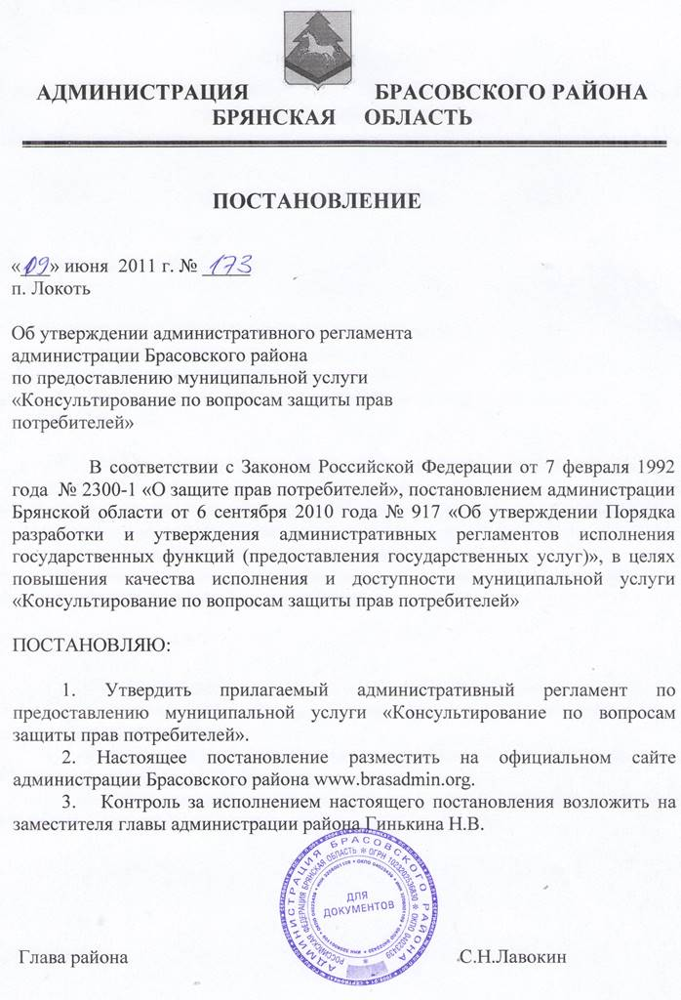 АДМИНИСТРАЦИЯ БРАСОВСКОГО РАЙОНА
БРЯНСКАЯ ОБЛАСТЬ
ПОСТАНОВЛЕНИЕ
«09» июня 2011 г. № 173
п. Локоть
Об утверждении административного регламента
администрации Брасовского района
по предоставлению муниципальной услуги
«Консультирование по вопросам защиты прав
потребителей»
В соответствии с Законом Российской Федерации от 7 февраля 1992
года № 2300-1 «О защите прав потребителей», постановлением администрации
Брянской области от 6 сентября 2010 года № 917 «Об утверждении Порядка
разработки и утверждения административных регламентов исполнения
государственных функций (предоставления государственных услуг)», в целях
повышения качества исполнения и доступности муниципальной услуги
«Консультирование по вопросам защиты прав потребителей»
ПОСТАНОВЛЯЮ:
1. Утвердить прилагаемый административный регламент по
предоставлению муниципальной услуги «Консультирование по вопросам
защиты прав потребителей».
2. Настоящее постановление разместить на официальном сайте
администрации Брасовского района www.brasadmin.org.
3. Контроль за исполнением настоящего постановления возложить на
заместителя главы администрации района Гинькина Н.В.
АДМИНИСТРАЦИЯ БРАСОВСКОГО РАЙОНА
РОССИЙСКАЯ ФЕДЕРАЦИЯ БРЯНСКАЯ ОБЛАСТЬ
ДЛЯ
ДОКУМЕНТОВ
Глава района С.Н.Лавокин